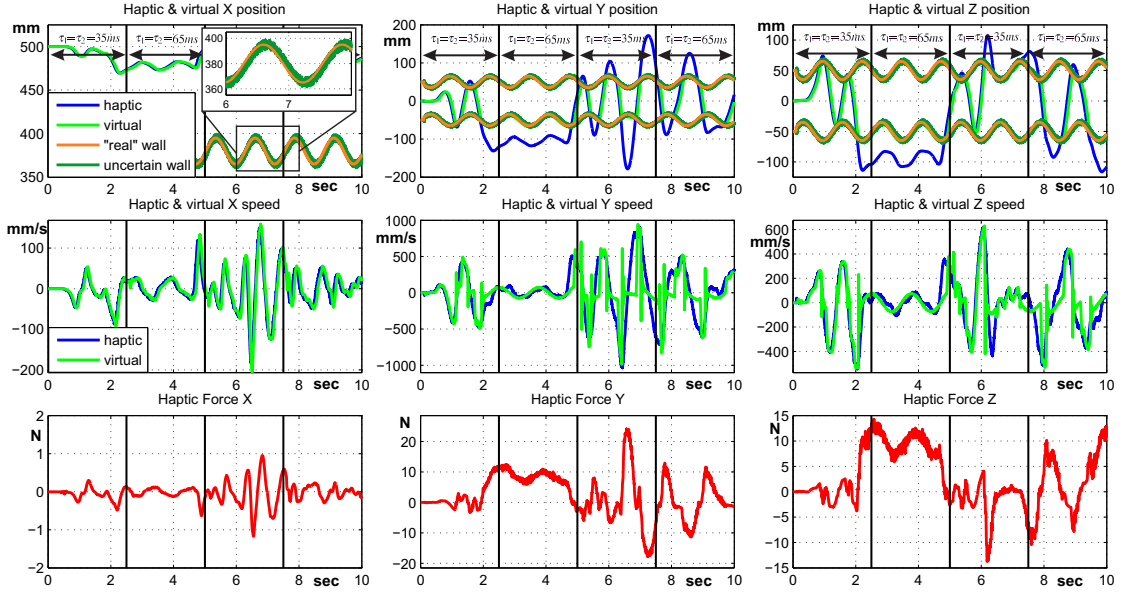 Haptic & virtual X position
mm
500
450
400
350
0
2
4
6
8
10
sec
τ₁=τ₂=35ms
τ₁=τ₂=65ms
400
380
360
6
7
haptic
virtual
"real" wall
uncertain wall
Haptic & virtual Y position
mm
200
100
0
−100
−200
0
2
4
6
8
10
sec
τ₁=τ₂=35ms
τ₁=τ₂=65ms
τ₁=τ₂=35ms
τ₁=τ₂=65ms
Haptic & virtual Z position
mm
100
50
0
−50
−100
0
2
4
6
8
10
sec
τ₁=τ₂=35ms
τ₁=τ₂=65ms
τ₁=τ₂=35ms
τ₁=τ₂=65ms
Haptic & virtual X speed
mm/s
100
0
−100
−200
0
2
4
6
8
10
sec
haptic
virtual
Haptic & virtual Y speed
1000
mm/s
500
0
−500
−1000
0
2
4
6
8
10
sec
Haptic & virtual Z speed
600
mm/s
400
200
0
−200
−400
0
2
4
6
8
10
sec
Haptic Force X
2
N
1
0
−1
−2
0
2
4
6
8
10
sec
Haptic Force Y
N
20
10
0
−10
−20
0
2
4
6
8
10
sec
Haptic Force Z
15
N
10
5
0
−5
−10
−15
0
2
4
6
8
10
sec